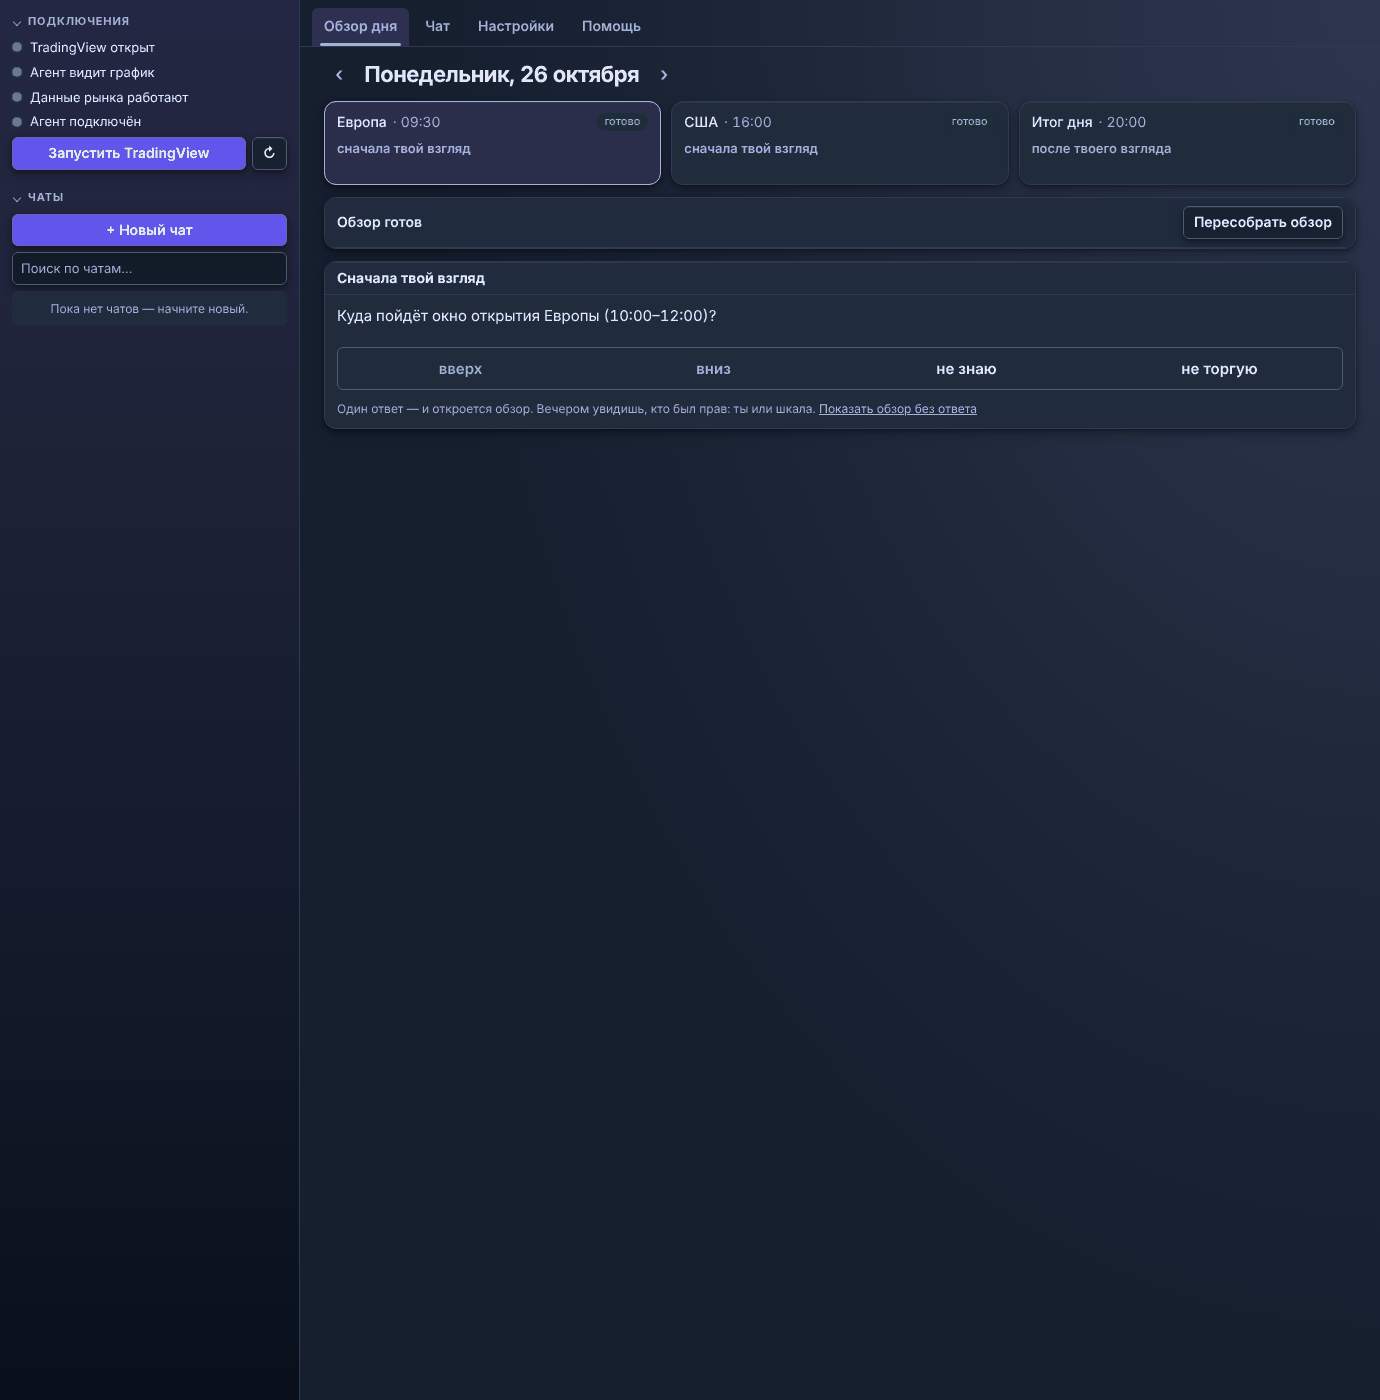 ПОДКЛЮЧЕНИЯ
TradingView открыт
Агент видит график
Данные рынка работают
Агент подключён
Запустить TradingView
ЧАТЫ
+ Новый чат
Поиск по чатам...
Пока нет чатов — начните новый.
Обзор дня
Чат
Настройки
Помощь
Понедельник, 26 октября
Европа · 09:30 готово
сначала твой взгляд
США · 16:00 готово
сначала твой взгляд
Итог дня · 20:00 готово
после твоего взгляда
Обзор готов
Пересобрать обзор
Сначала твой взгляд
Куда пойдёт окно открытия Европы (10:00–12:00)?
вверх
вниз
не знаю
не торгую
Один ответ — и откроется обзор. Вечером увидишь, кто был прав: ты или шкала. Показать обзор без ответа